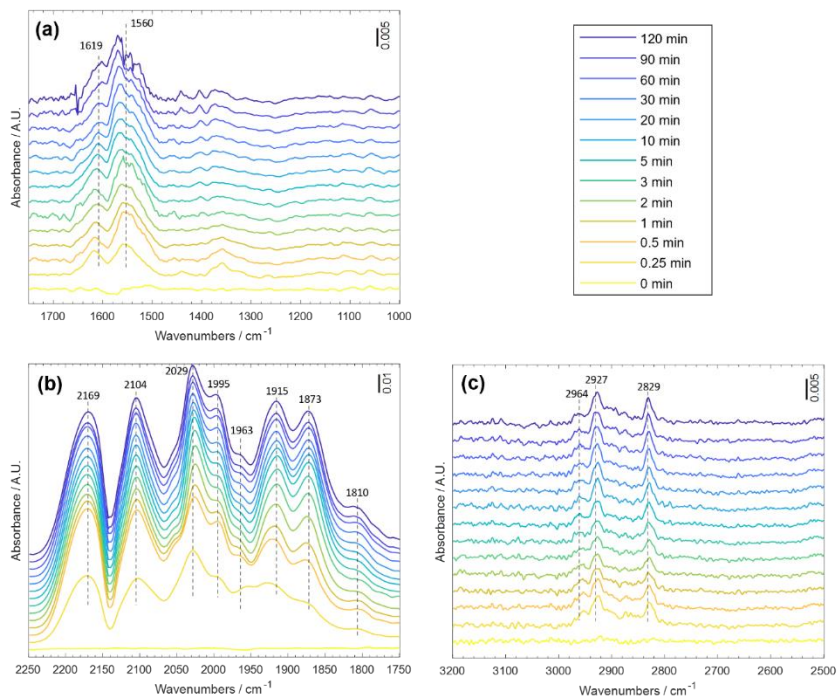 (a)
1619
1560
0.005
Absorbance / A.U.
1700 1600 1500 1400 1300 1200 1100 1000
Wavenumbers / cm⁻¹
120 min
90 min
60 min
30 min
20 min
10 min
5 min
3 min
2 min
1 min
0.5 min
0.25 min
0 min
(b)
2169
2104
2029
1995
1963
1915
1873
1810
0.01
Absorbance / A.U.
2250 2200 2150 2100 2050 2000 1950 1900 1850 1800 1750
Wavenumbers / cm⁻¹
(c)
2964
2927
2829
0.005
Absorbance / A.U.
3200 3100 3000 2900 2800 2700 2600 2500
Wavenumbers / cm⁻¹